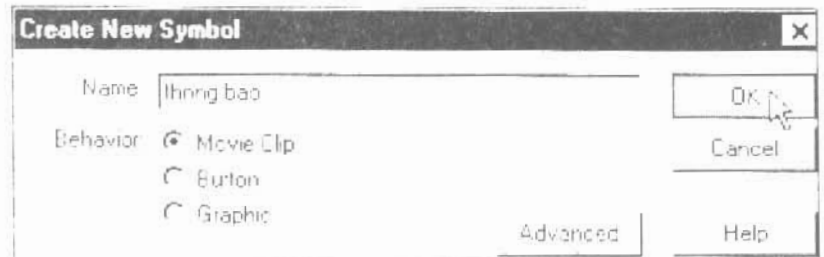 Create New Symbol
Name thong bao OK
Behavior Movie Clip Cancel
Button
Graphic
Advanced Help